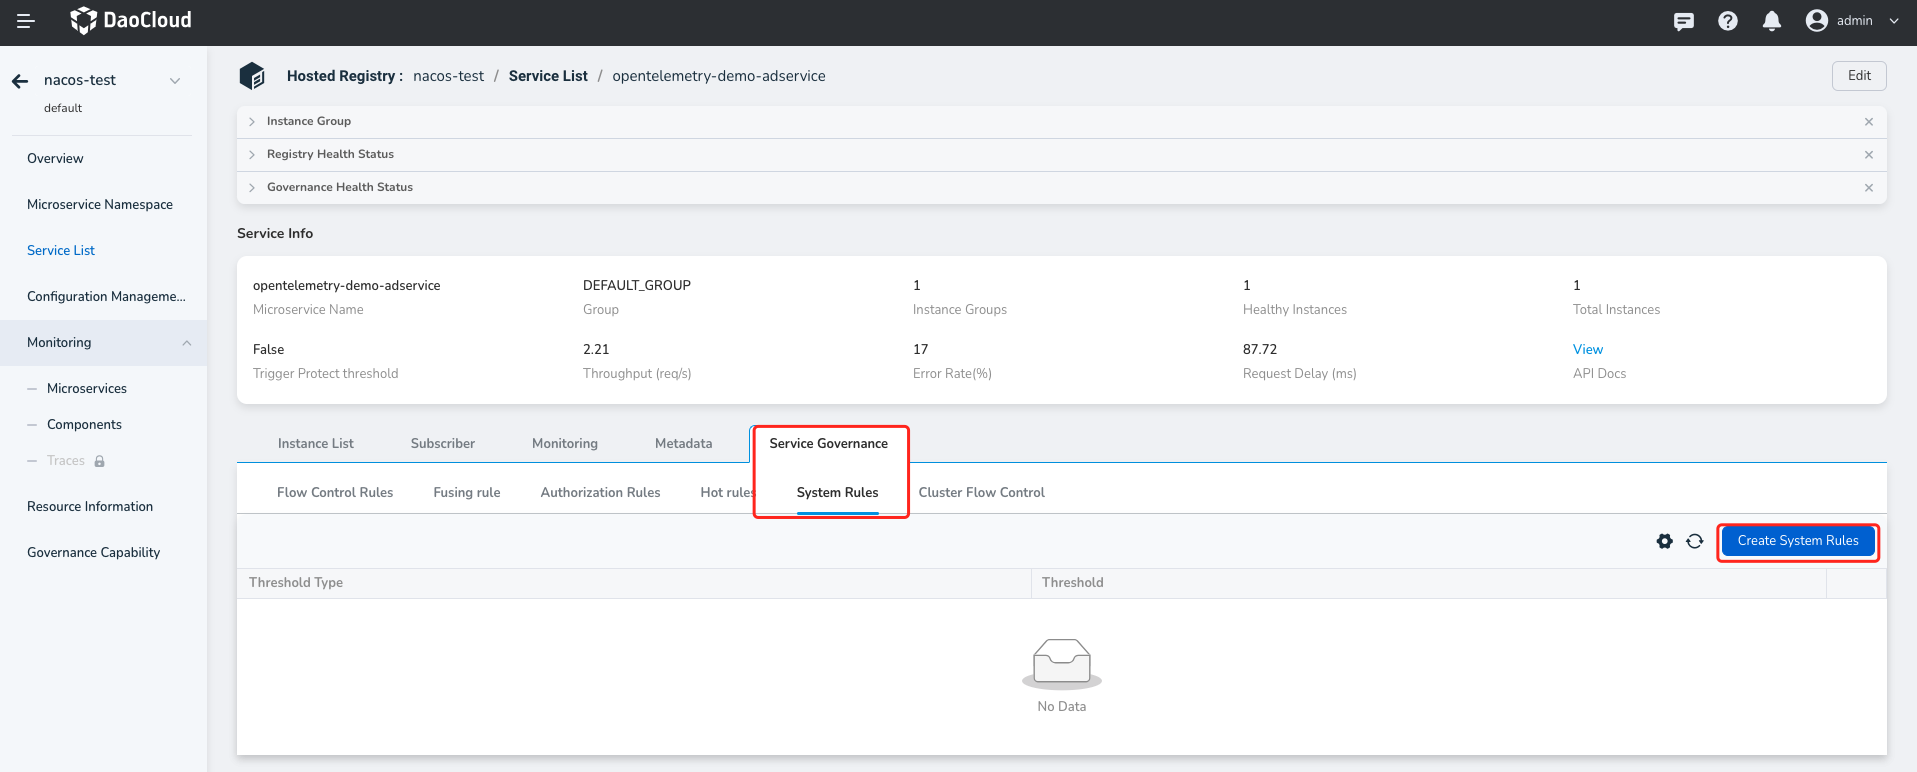 DaoCloud
admin
nacos-test
default
Overview
Microservice Namespace
Service List
Configuration Manageme...
Monitoring
Microservices
Components
Traces
Resource Information
Governance Capability
Hosted Registry : nacos-test / Service List / opentelemetry-demo-adservice
Edit
Instance Group
Registry Health Status
Governance Health Status
Service Info
opentelemetry-demo-adservice DEFAULT_GROUP 1 1 1
Microservice Name Group Instance Groups Healthy Instances Total Instances
False 2.21 17 87.72 View
Trigger Protect threshold Throughput (req/s) Error Rate(%) Request Delay (ms) API Docs
Instance List Subscriber Monitoring Metadata Service Governance
Flow Control Rules Fusing rule Authorization Rules Hot rules System Rules Cluster Flow Control
Create System Rules
Threshold Type Threshold
No Data